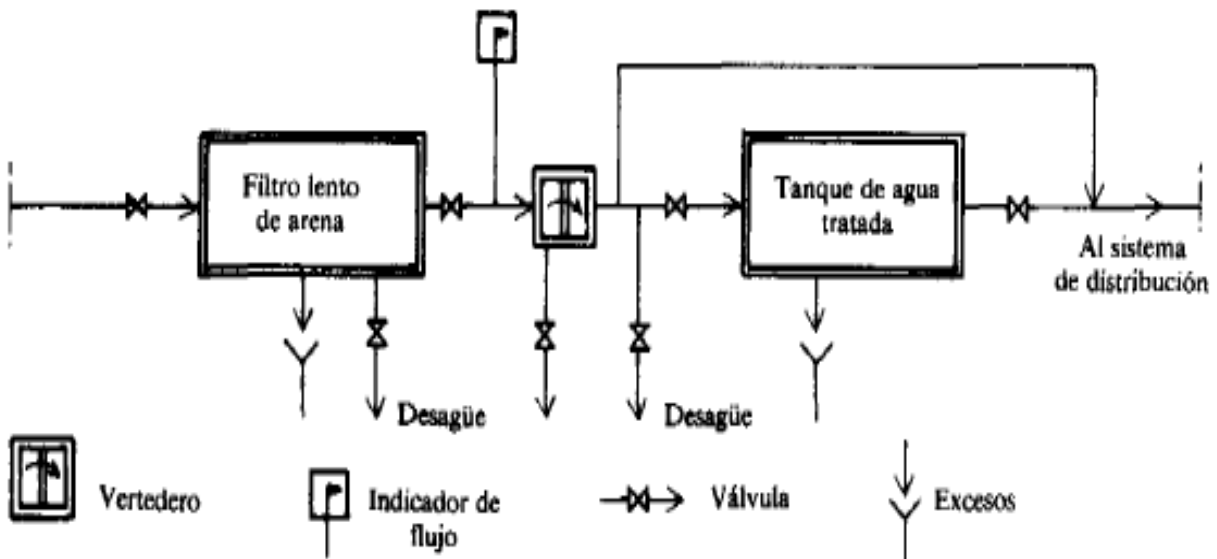 Filtro lento
de arena
Tanque de agua
tratada
Al sistema
de distribución
Desagüe
Desagüe
Vertedero
Indicador de
flujo
Válvula
Excesos